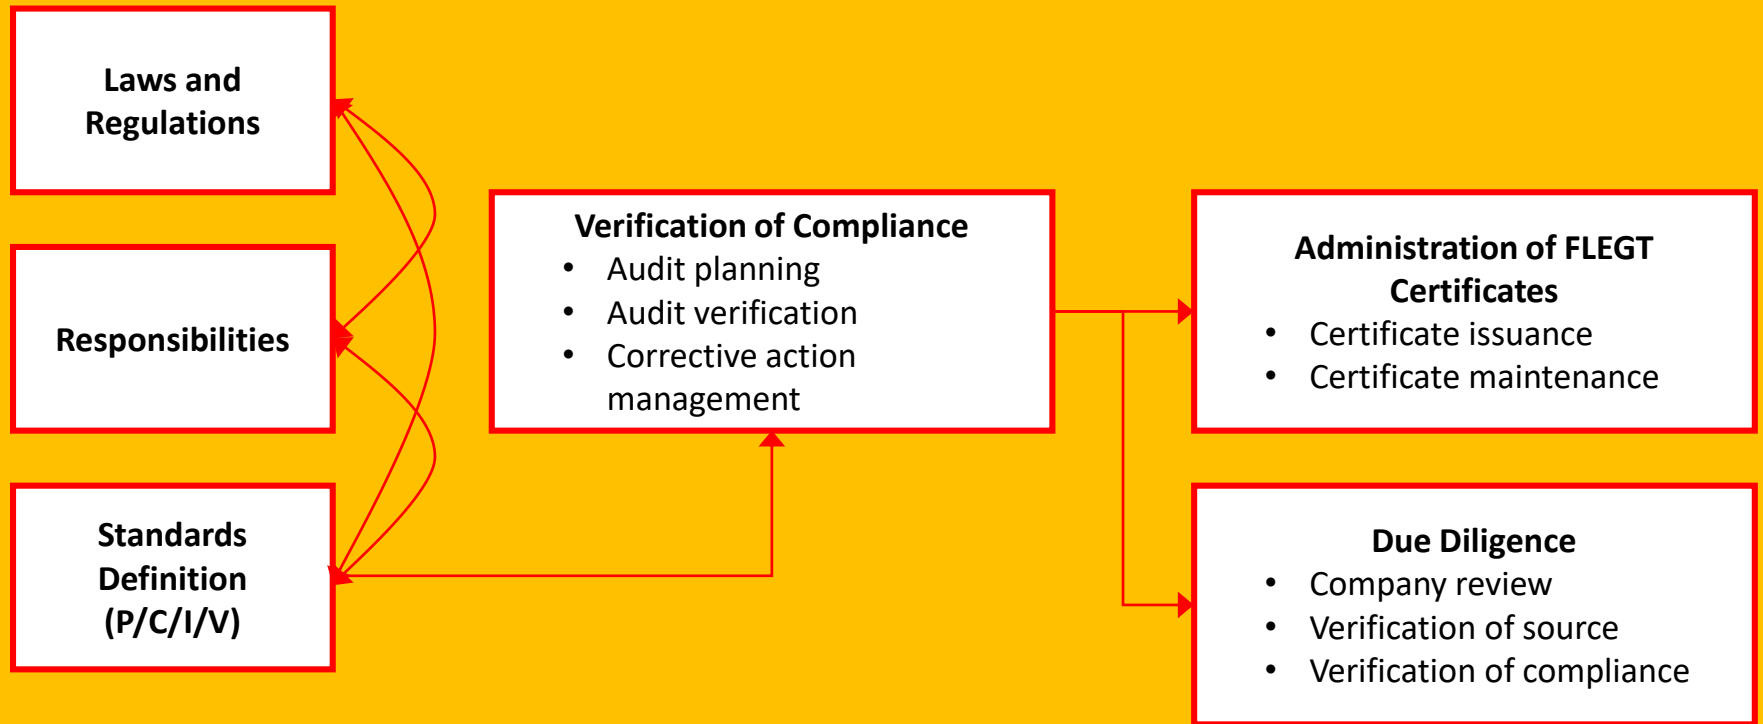 Laws and
Regulations
Responsibilities
Standards
Definition
(P/C/I/V)
Verification of Compliance
• Audit planning
• Audit verification
• Corrective action
management
Administration of FLEGT
Certificates
• Certificate issuance
• Certificate maintenance
Due Diligence
• Company review
• Verification of source
• Verification of compliance